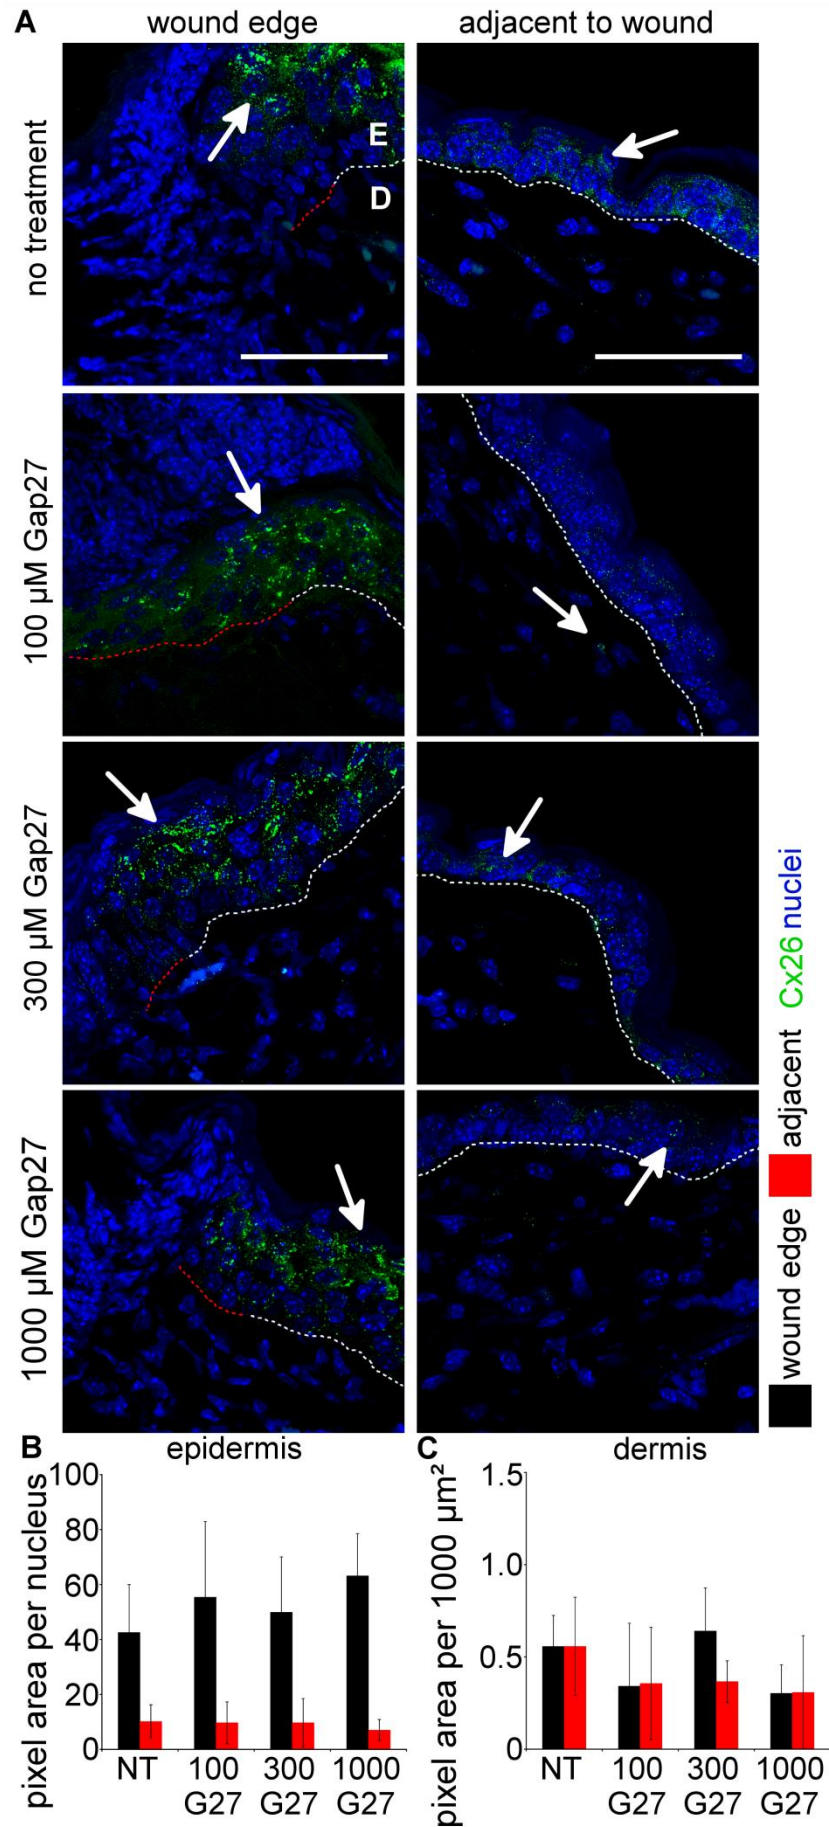 A
wound edge
adjacent to wound
no treatment
E
D
100 µM Gap27
300 µM Gap27
1000 µM Gap27
wound edge adjacent Cx26 nuclei
B
epidermis
pixel area per nucleus
100
80
60
40
20
0
NT
100
G27
300
G27
1000
G27
C
dermis
pixel area per 1000 µm²
1.5
1.0
0.5
0
NT
100
G27
300
G27
1000
G27